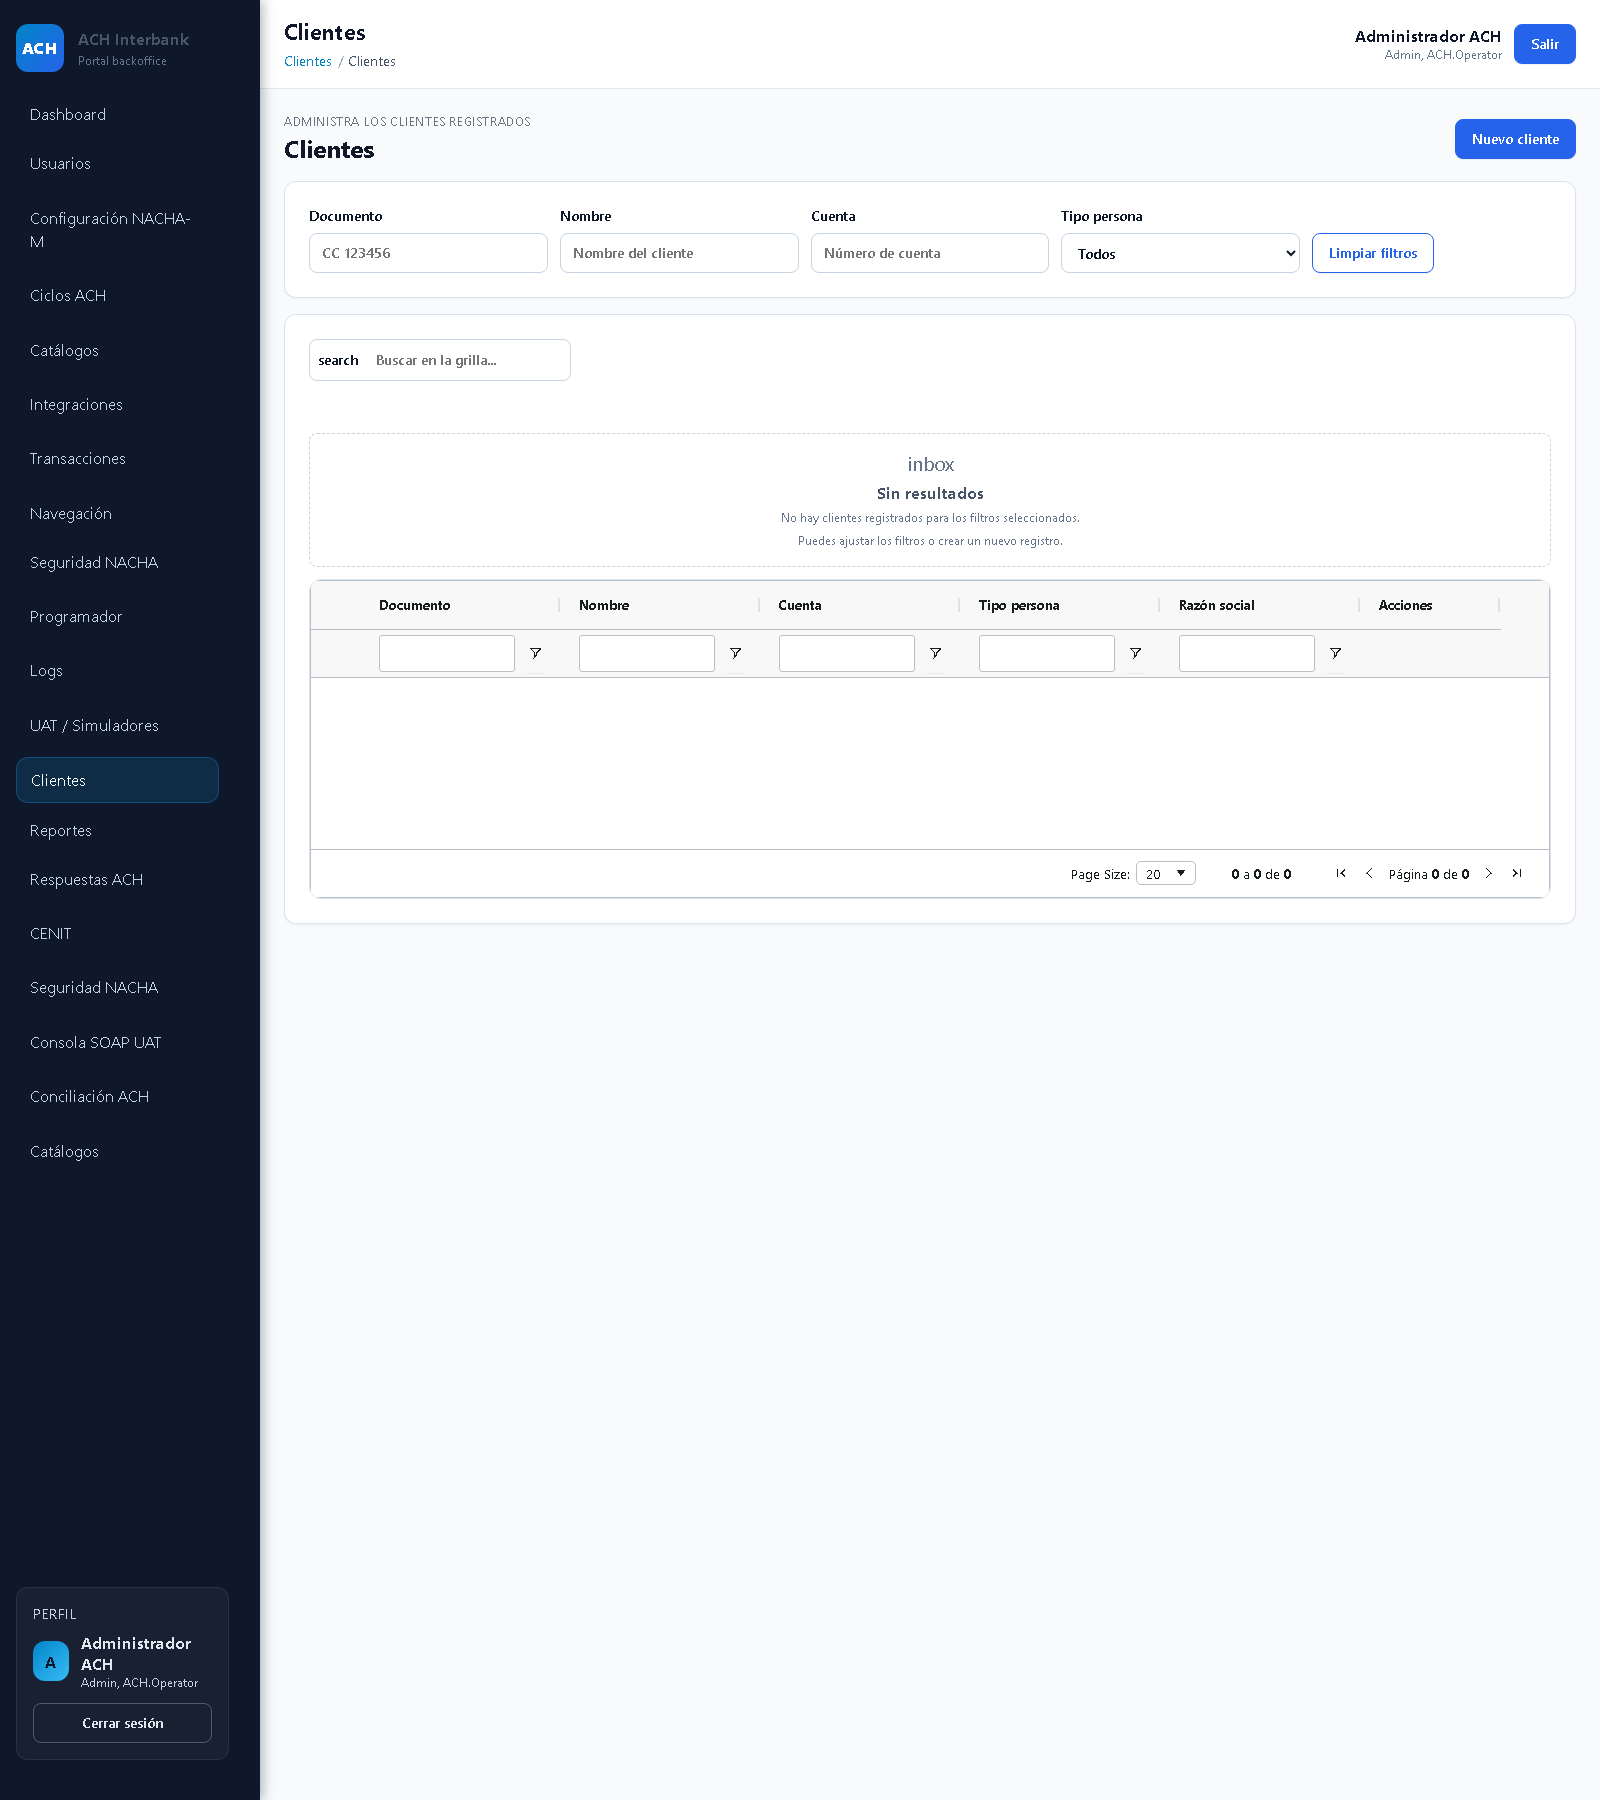 ACH
ACH Interbank
Portal backoffice
Dashboard
Usuarios
Configuración NACHA-
M
Ciclos ACH
Catálogos
Integraciones
Transacciones
Navegación
Seguridad NACHA
Programador
Logs
UAT / Simuladores
Clientes
Reportes
Respuestas ACH
CENIT
Seguridad NACHA
Consola SOAP UAT
Conciliación ACH
Catálogos
PERFIL
A
Administrador
ACH
Admin, ACH.Operator
Cerrar sesión
Clientes
Clientes / Clientes
Administrador ACH
Admin, ACH.Operator
Salir
ADMINISTRA LOS CLIENTES REGISTRADOS
Clientes
Nuevo cliente
Documento Nombre Cuenta Tipo persona
CC 123456 Nombre del cliente Número de cuenta Todos Limpiar filtros
search Buscar en la grilla...
inbox
Sin resultados
No hay clientes registrados para los filtros seleccionados.
Puedes ajustar los filtros o crear un nuevo registro.
Documento Nombre Cuenta Tipo persona Razón social Acciones
Page Size: 20 0 a 0 de 0 Página 0 de 0